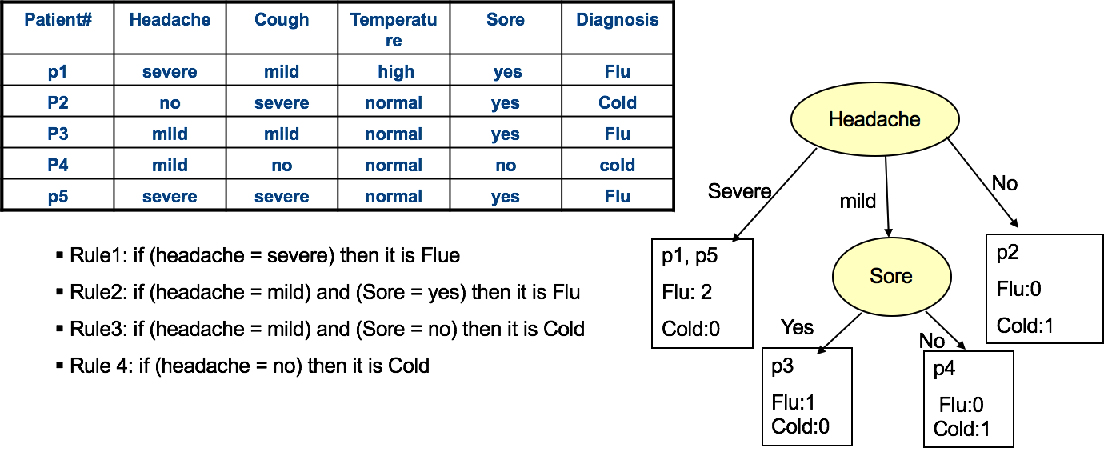 Patient# Headache Cough Temperatu Sore Diagnosis
re
p1 severe mild high yes Flu
P2 no severe normal yes Cold
P3 mild mild normal yes Flu
P4 mild no normal no cold
p5 severe severe normal yes Flu
▪ Rule1: if (headache = severe) then it is Flue
▪ Rule2: if (headache = mild) and (Sore = yes) then it is Flu
▪ Rule3: if (headache = mild) and (Sore = no) then it is Cold
▪ Rule 4: if (headache = no) then it is Cold
Headache
Severe
mild
No
p1, p5
Flu: 2
Cold:0
Sore
p2
Flu:0
Cold:1
Yes
No
p3
Flu:1
Cold:0
p4
Flu:0
Cold:1